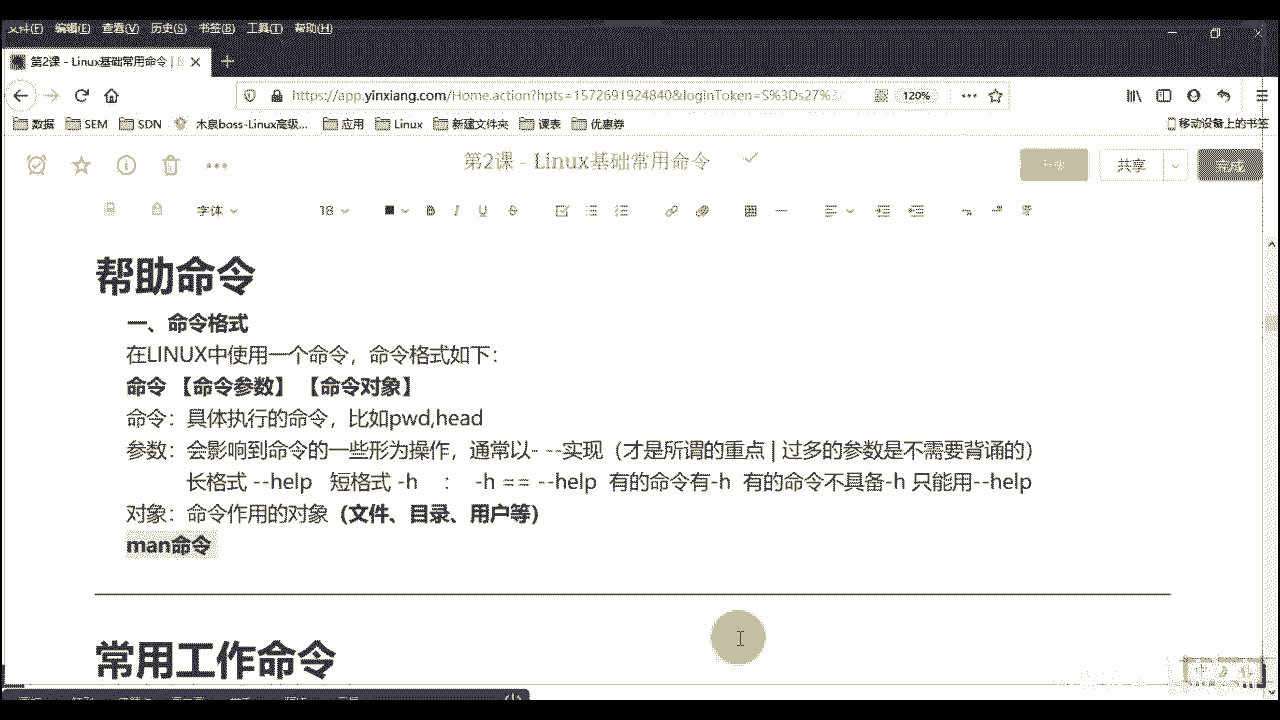 文件(F) 编辑(E) 查看(V) 历史(S) 书签(B) 工具(T) 帮助(H)
第2课 - Linux基础常用命令 |
https://app.yinxiang.com/Home.action?hpts=1572691924840&loginToken=S%3Ds27%3 120%
数据 SEM SDN 木泉boss-Linux高级... 应用 Linux 新建文件夹 课表 优惠券 移动设备上的书签
第2课 - Linux基础常用命令
共享 完成
字体 18 B I U
帮助命令
一、命令格式
在LINUX中使用一个命令，命令格式如下：
命令 【命令参数】 【命令对象】
命令：具体执行的命令，比如pwd,head
参数：会影响到命令的一些形为操作，通常以- --实现（才是所谓的重点 | 过多的参数是不需要背诵的）
长格式 --help 短格式 -h ： -h == --help 有的命令有-h 有的命令不具备-h 只能用--help
对象：命令作用的对象（文件、目录、用户等）
man命令
常用工作命令